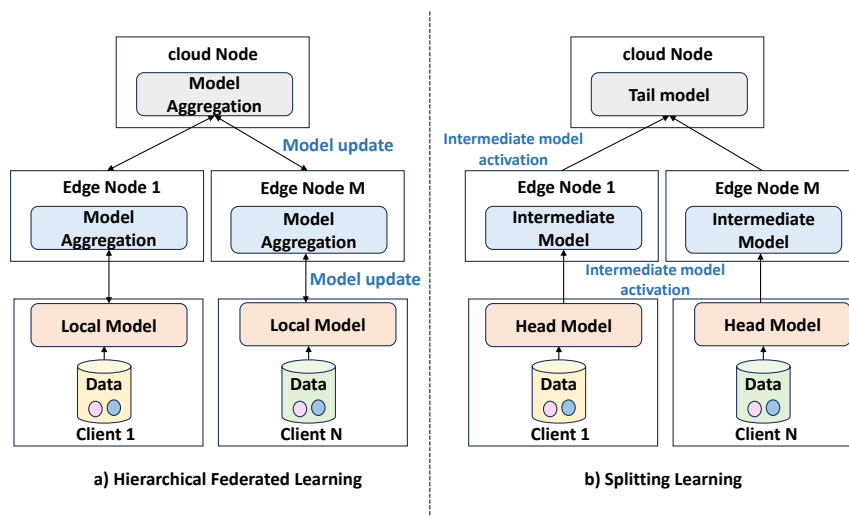 cloud Node
Model
Aggregation
Model update
Edge Node 1
Model
Aggregation
Edge Node M
Model
Aggregation
Model update
Local Model
Data
Client 1
Local Model
Data
Client N
a) Hierarchical Federated Learning
cloud Node
Tail model
Intermediate model
activation
Edge Node 1
Intermediate
Model
Edge Node M
Intermediate
Model
Intermediate model
activation
Head Model
Data
Client 1
Head Model
Data
Client N
b) Splitting Learning